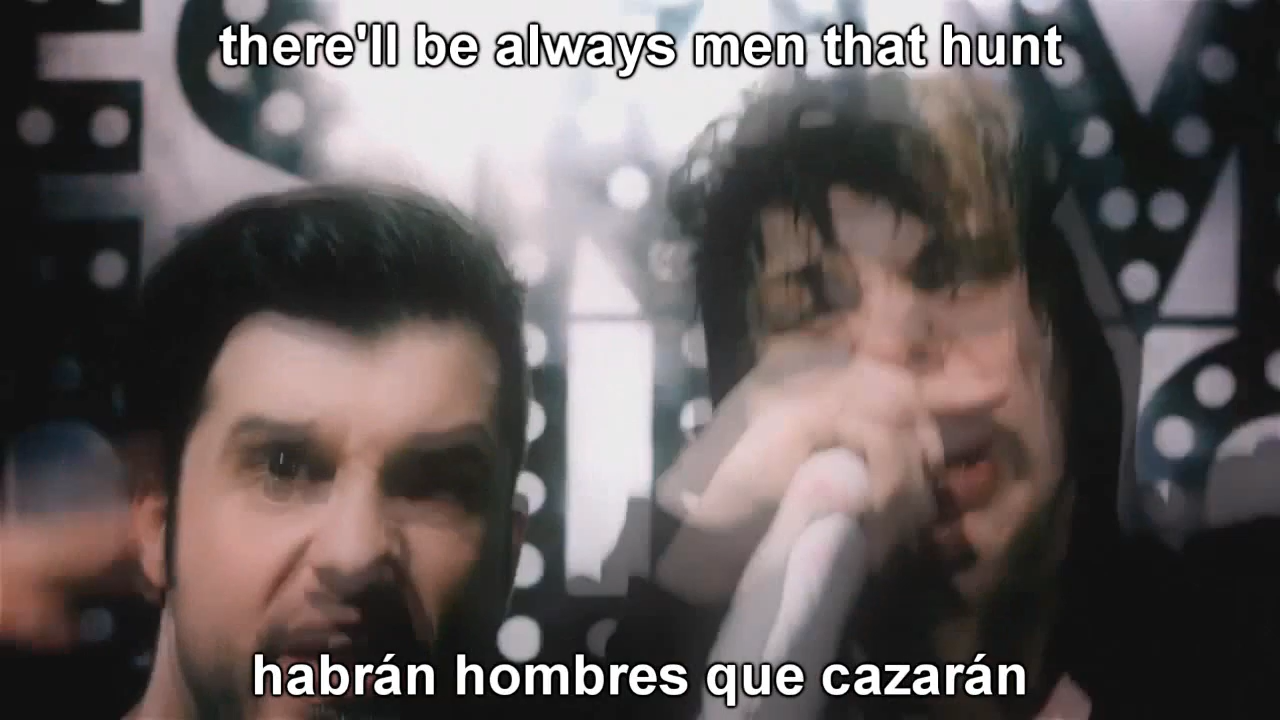 there'll be always men that hunt
habrán hombres que cazarán